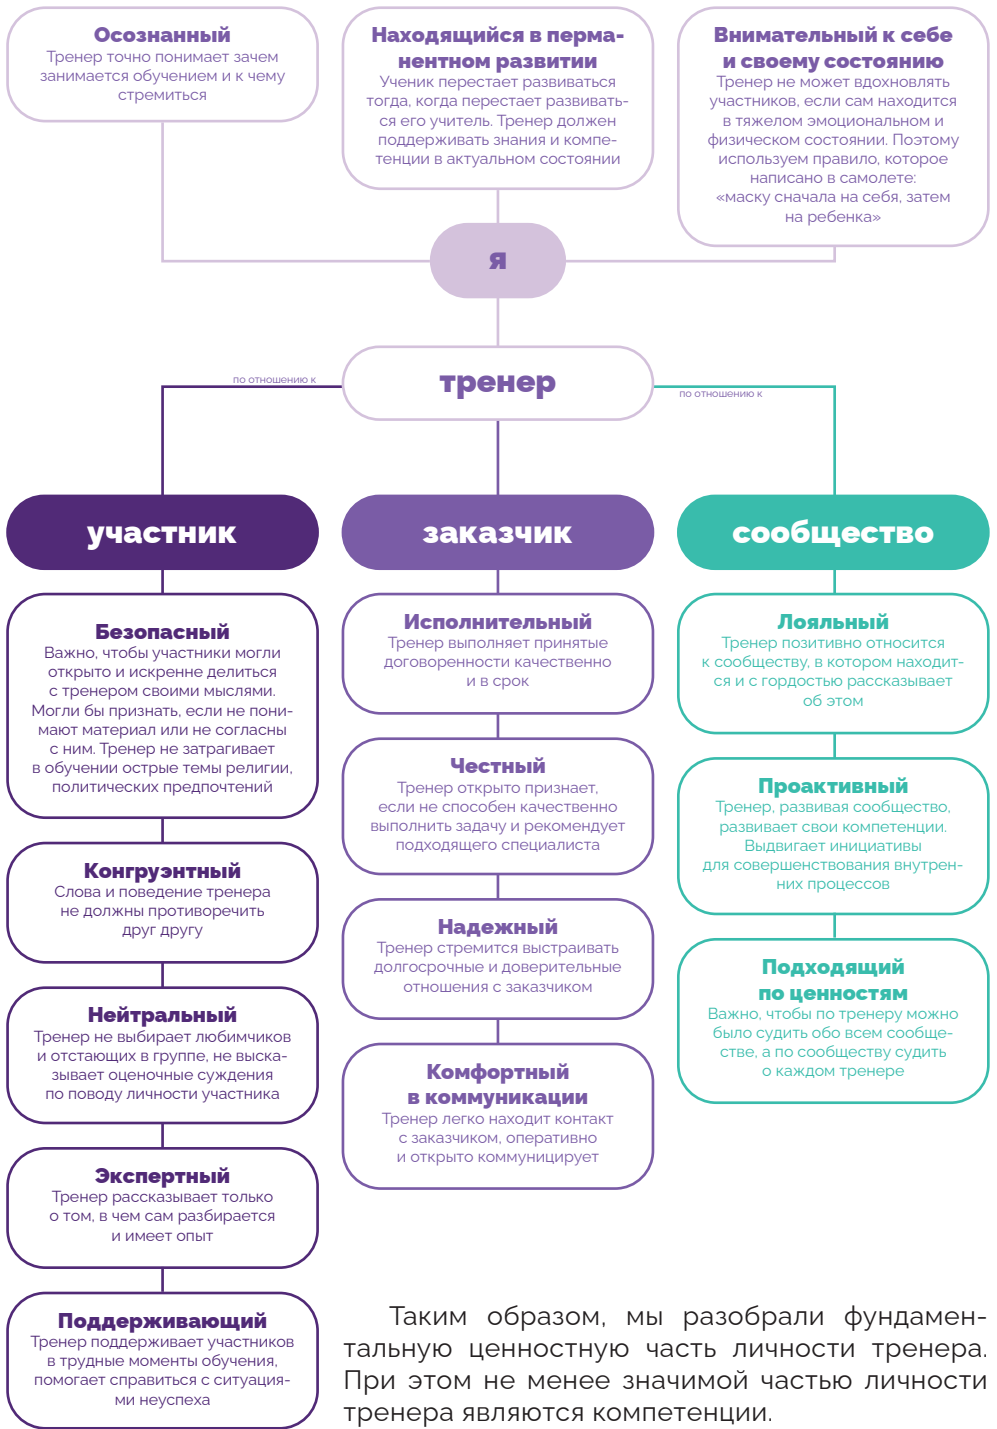 Осознанный
Тренер точно понимает зачем
занимается обучением и к чему
стремиться
Находящийся в перма-
нентном развитии
Ученик перестает развиваться
тогда, когда перестает развивать-
ся его учитель. Тренер должен
поддерживать знания и компе-
тенции в актуальном состоянии
Внимательный к себе
и своему состоянию
Тренер не может вдохновлять
участников, если сам находится
в тяжелом эмоциональном и
физическом состоянии. Поэтому
используем правило, которое
написано в самолете:
«маску сначала на себя, затем
на ребенка»
я
тренер
по отношению к
по отношению к
участник
Безопасный
Важно, чтобы участники могли
открыто и искренне делиться
с тренером своими мыслями.
Могли бы признать, если не пони-
мают материал или не согласны
с ним. Тренер не затрагивает
в обучении острые темы религии,
политических предпочтений
Конгруэнтный
Слова и поведение тренера
не должны противоречить
друг другу
Нейтральный
Тренер не выбирает любимчиков
и отстающих в группе, не выска-
зывает оценочные суждения
по поводу личности участника
Экспертный
Тренер рассказывает только
о том, в чем сам разбирается
и имеет опыт
Поддерживающий
Тренер поддерживает участников
в трудные моменты обучения,
помогает справиться с ситуация-
ми неуспеха
заказчик
Исполнительный
Тренер выполняет принятые
договоренности качественно
и в срок
Честный
Тренер открыто признает,
если не способен качественно
выполнить задачу и рекомендует
подходящего специалиста
Надежный
Тренер стремится выстраивать
долгосрочные и доверительные
отношения с заказчиком
Комфортный
в коммуникации
Тренер легко находит контакт
с заказчиком, оперативно
и открыто коммуницирует
сообщество
Лояльный
Тренер позитивно относится
к сообществу, в котором находит-
ся и с гордостью рассказывает
об этом
Проактивный
Тренер, развивая сообщество,
развивает свои компетенции.
Выдвигает инициативы
для совершенствования внутрен-
них процессов
Подходящий
по ценностям
Важно, чтобы по тренеру можно
было судить обо всем сообще-
стве, а по сообществу судить
о каждом тренере
Таким образом, мы разобрали фундамен-
тальную ценностную часть личности тренера.
При этом не менее значимой частью личности
тренера являются компетенции.